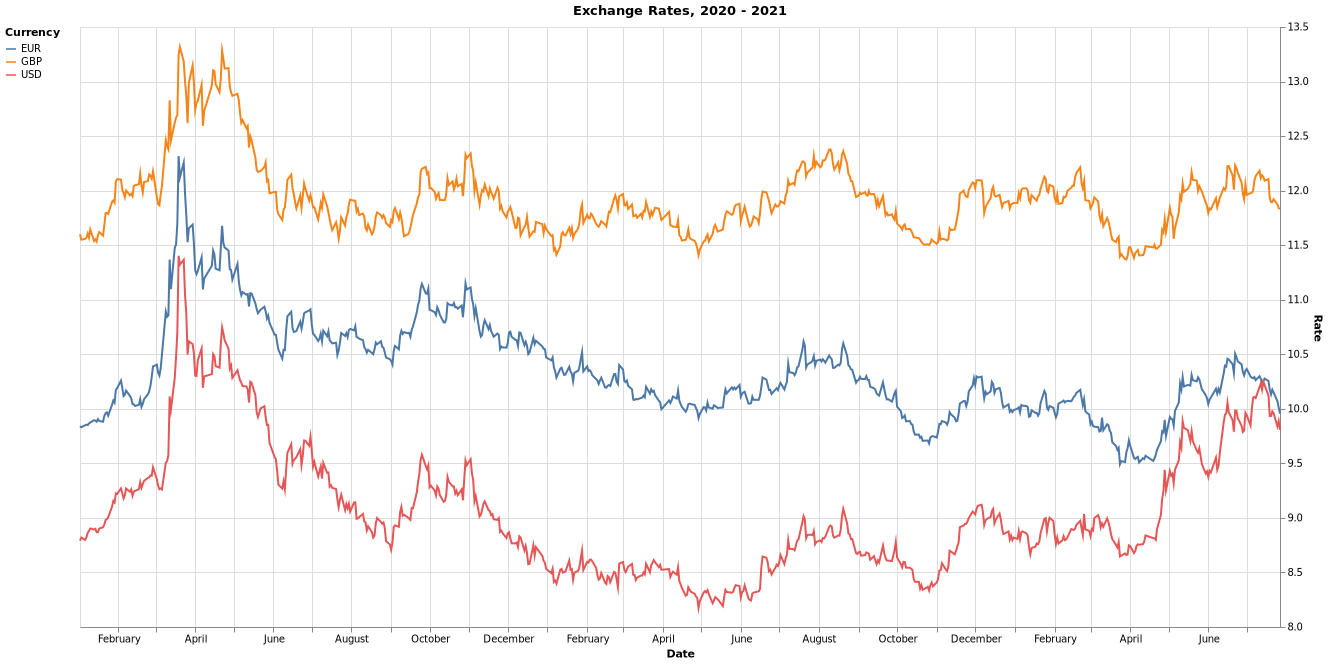 Exchange Rates, 2020 - 2021
Currency
EUR
GBP
USD
13.5
13.0
12.5
12.0
11.5
11.0
10.5
10.0
9.5
9.0
8.5
8.0
Rate
February April June August October December February April June August October December February April June
Date